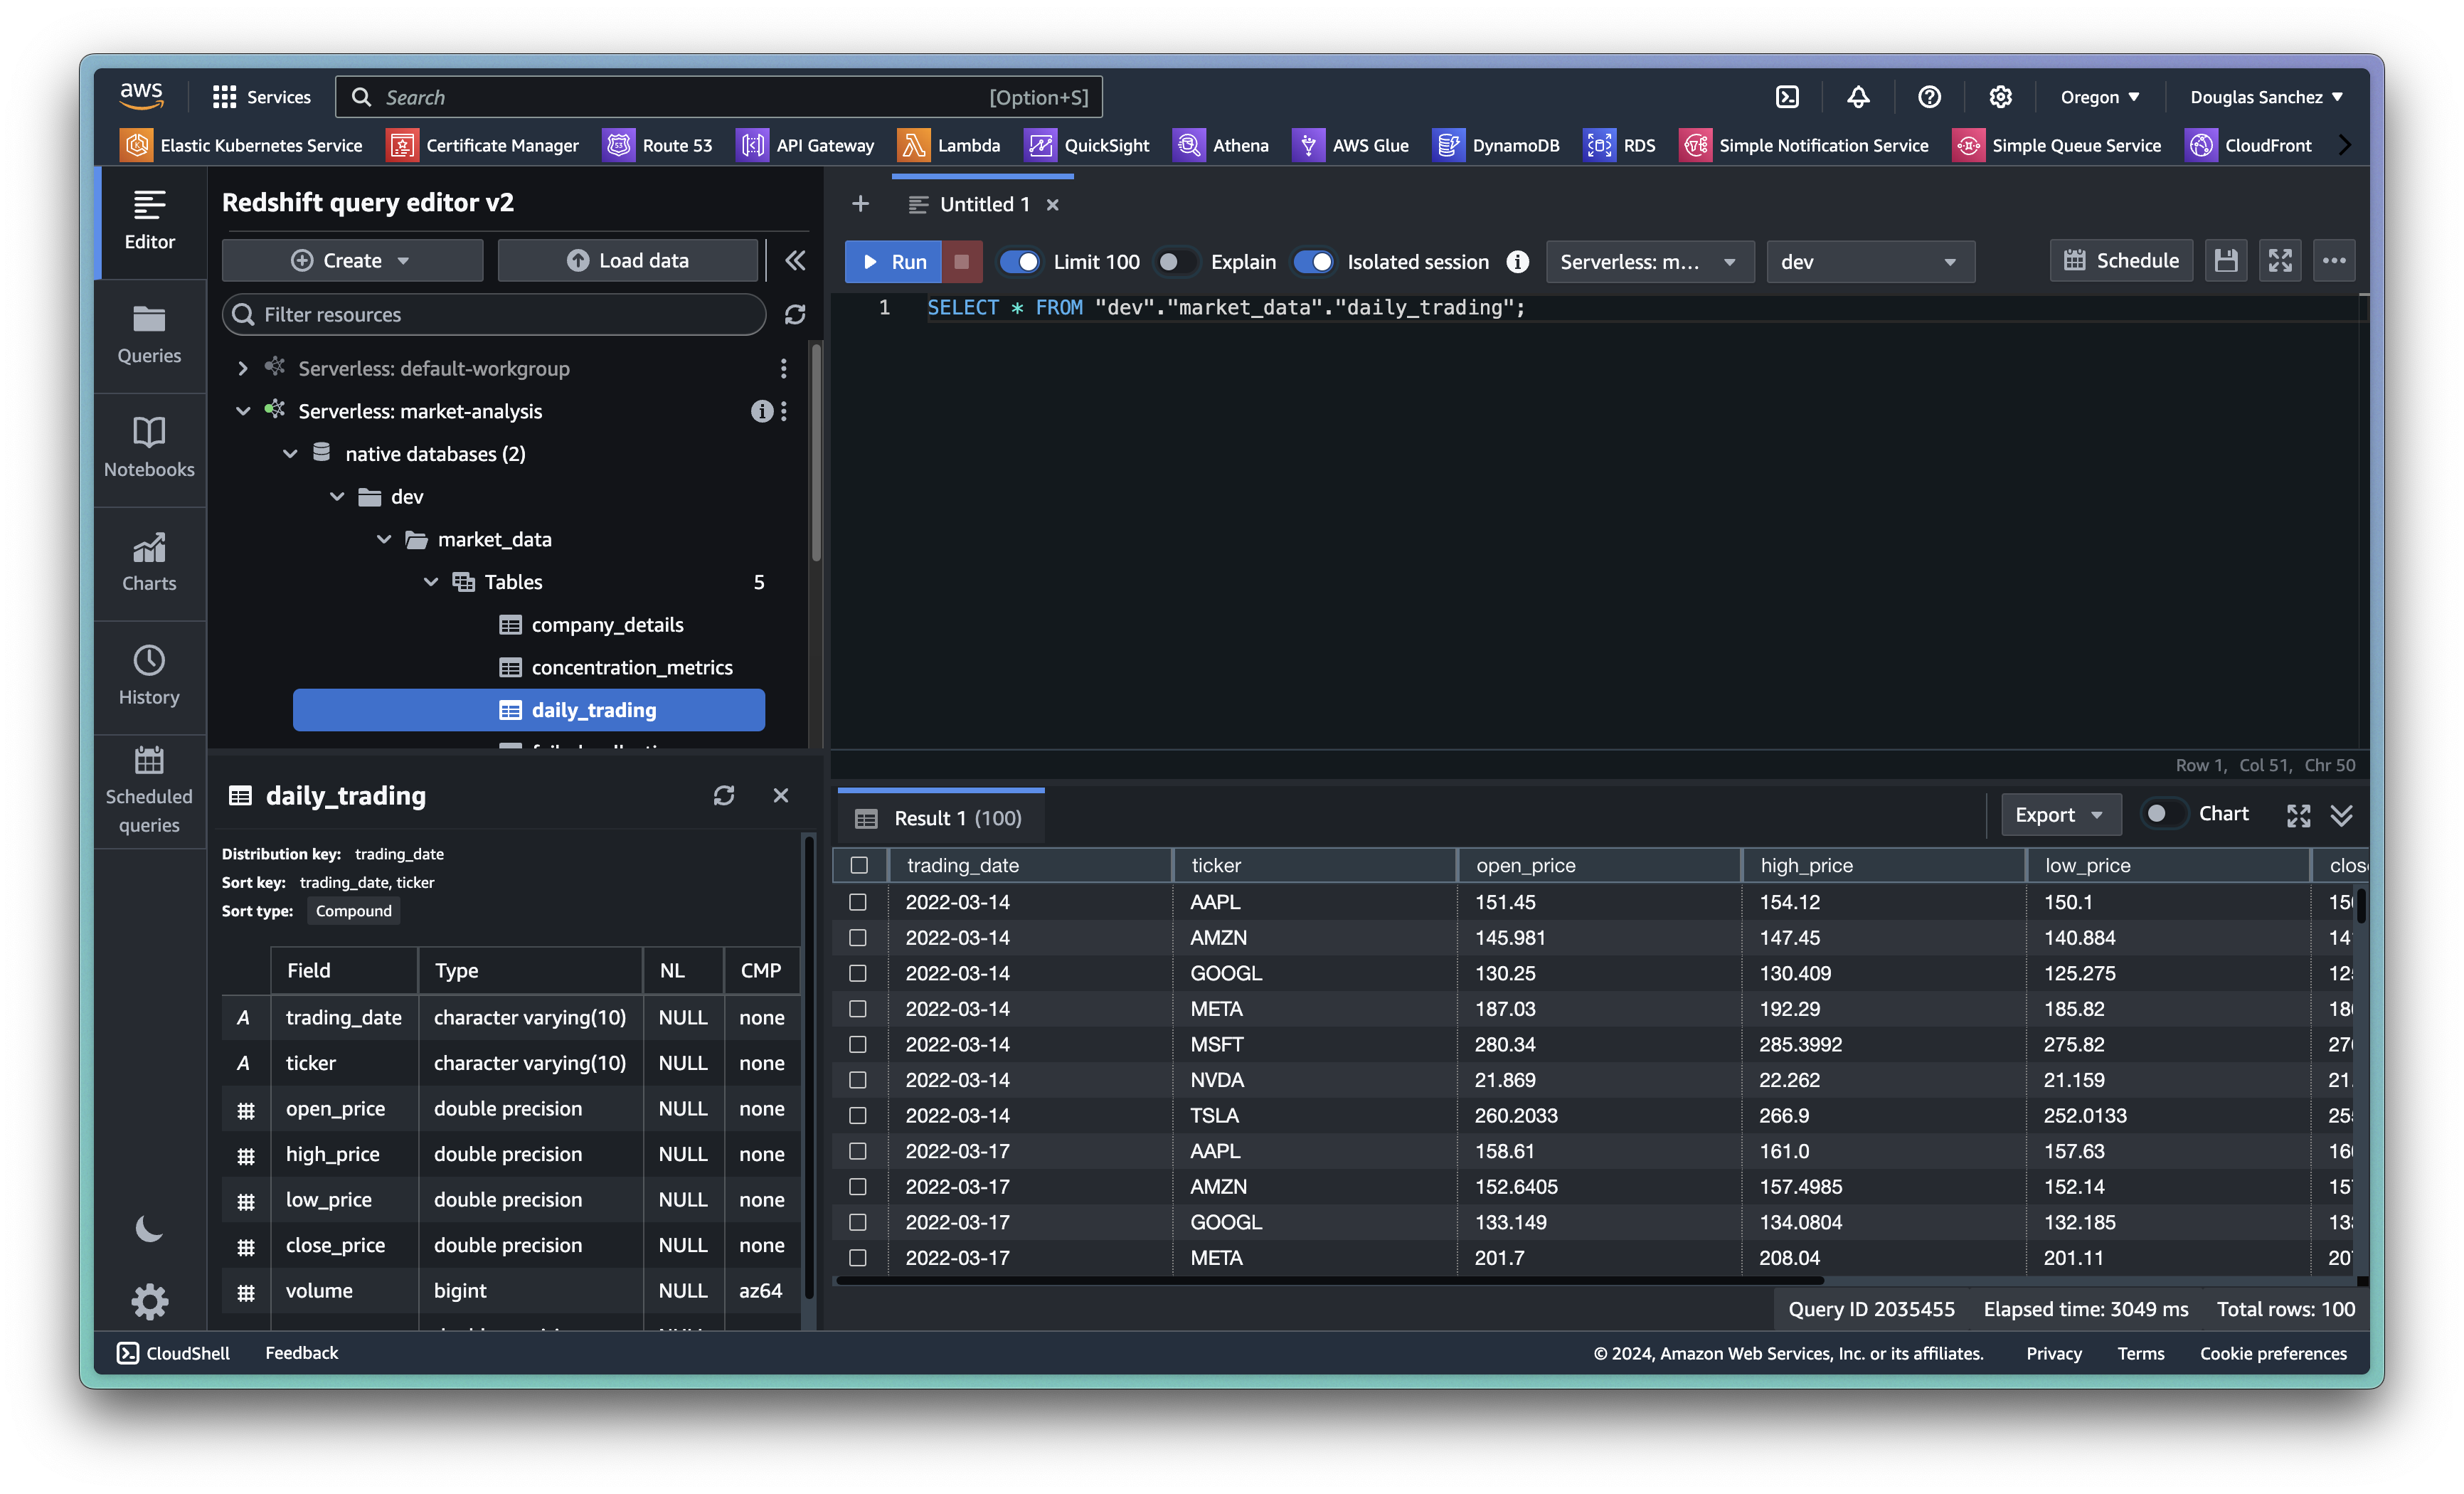 aws Services Search [Option+S] Oregon Douglas Sanchez
Elastic Kubernetes Service Certificate Manager Route 53 API Gateway Lambda QuickSight Athena AWS Glue DynamoDB RDS Simple Notification Service Simple Queue Service CloudFront
Editor
Queries
Notebooks
Charts
History
Scheduled
queries
Redshift query editor v2
Create Load data
Filter resources
Serverless: default-workgroup
Serverless: market-analysis
native databases (2)
dev
market_data
Tables 5
company_details
concentration_metrics
daily_trading
daily_trading
Distribution key: trading_date
Sort key: trading_date, ticker
Sort type: Compound
Field Type NL CMP
A trading_date character varying(10) NULL none
A ticker character varying(10) NULL none
# open_price double precision NULL none
# high_price double precision NULL none
# low_price double precision NULL none
# close_price double precision NULL none
# volume bigint NULL az64
+ Untitled 1
Run Limit 100 Explain Isolated session Serverless: m... dev Schedule
1 SELECT * FROM "dev"."market_data"."daily_trading";
Row 1, Col 51, Chr 50
Result 1 (100) Export Chart
trading_date ticker open_price high_price low_price
2022-03-14 AAPL 151.45 154.12 150.1
2022-03-14 AMZN 145.981 147.45 140.884
2022-03-14 GOOGL 130.25 130.409 125.275
2022-03-14 META 187.03 192.29 185.82
2022-03-14 MSFT 280.34 285.3992 275.82
2022-03-14 NVDA 21.869 22.262 21.159
2022-03-14 TSLA 260.2033 266.9 252.0133
2022-03-17 AAPL 158.61 161.0 157.63
2022-03-17 AMZN 152.6405 157.4985 152.14
2022-03-17 GOOGL 133.149 134.0804 132.185
2022-03-17 META 201.7 208.04 201.11
Query ID 2035455 Elapsed time: 3049 ms Total rows: 100
CloudShell Feedback © 2024, Amazon Web Services, Inc. or its affiliates. Privacy Terms Cookie preferences